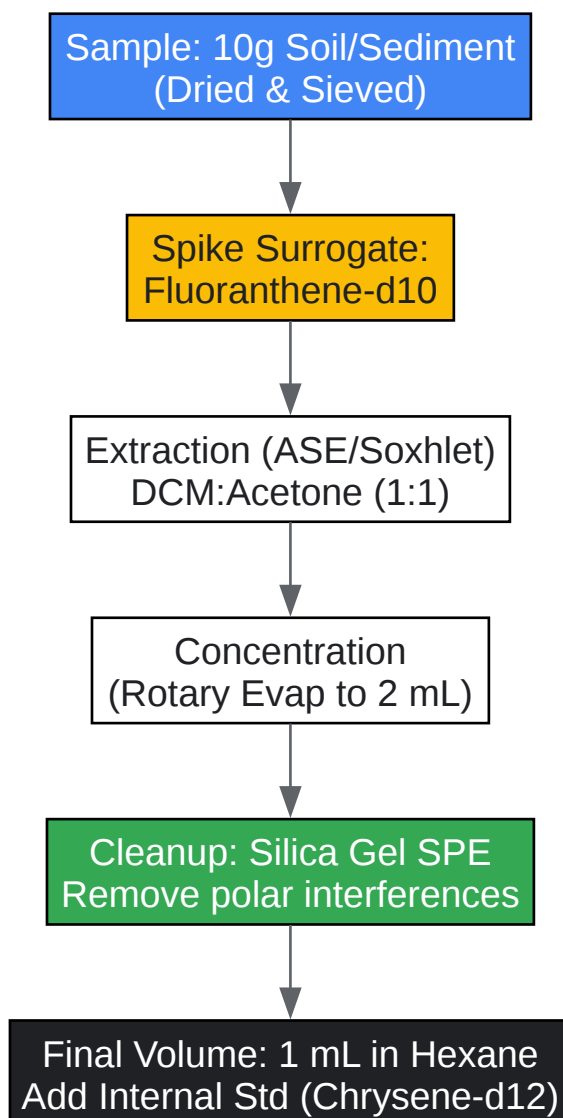 Sample: 10g Soil/Sediment
(Dried & Sieved)
Spike Surrogate:
Fluoranthene-d10
Extraction (ASE/Soxhlet)
DCM:Acetone (1:1)
Concentration
(Rotary Evap to 2 mL)
Cleanup: Silica Gel SPE
Remove polar interferences
Final Volume: 1 mL in Hexane
Add Internal Std (Chrysene-d12)